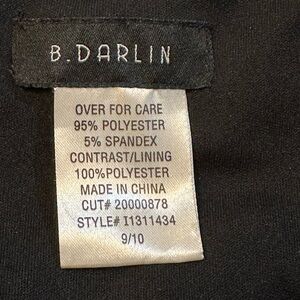 B.DARLIN
OVER FOR CARE
95% POLYESTER
5% SPANDEX
CONTRAST/LINING
100%POLYESTER
MADE IN CHINA
CUT# 20000878
STYLE# I1311434
9/10